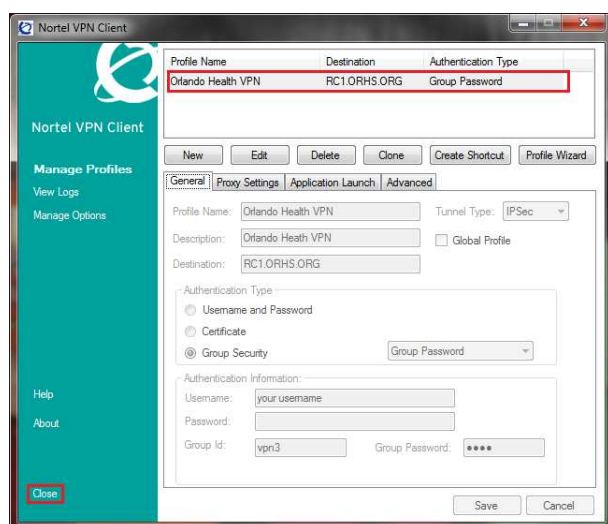 Nortel VPN Client
Nortel VPN Client
Manage Profiles
View Logs
Manage Options
Help
About
Close
Profile Name Destination Authentication Type
Orlando Health VPN RC1.ORHS.ORG Group Password
New Edit Delete Clone Create Shortcut Profile Wizard
General Proxy Settings Application Launch Advanced
Profile Name: Orlando Health VPN Tunnel Type: IPSec
Description: Orlando Heath VPN Global Profile
Destination: RC1.ORHS.ORG
Authentication Type
Username and Password
Certificate
Group Security Group Password
Authentication Information:
Username: your username
Password:
Group Id: vpn3 Group Password: ●●●●
Save Cancel